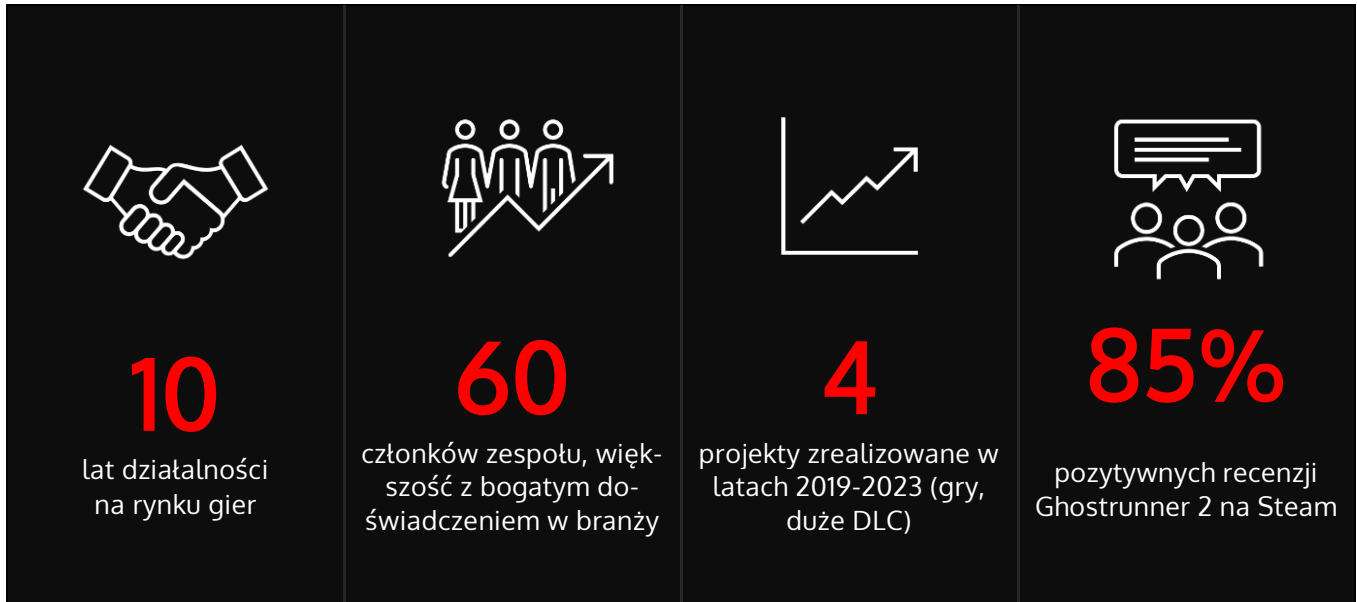 10
lat działalności
na rynku gier
60
członków zespołu, więk-
szość z bogatym do-
świadczeniem w branży
4
projekty zrealizowane w
latach 2019-2023 (gry,
duże DLC)
85%
pozytywnych recenzji
Ghostrunner 2 na Steam